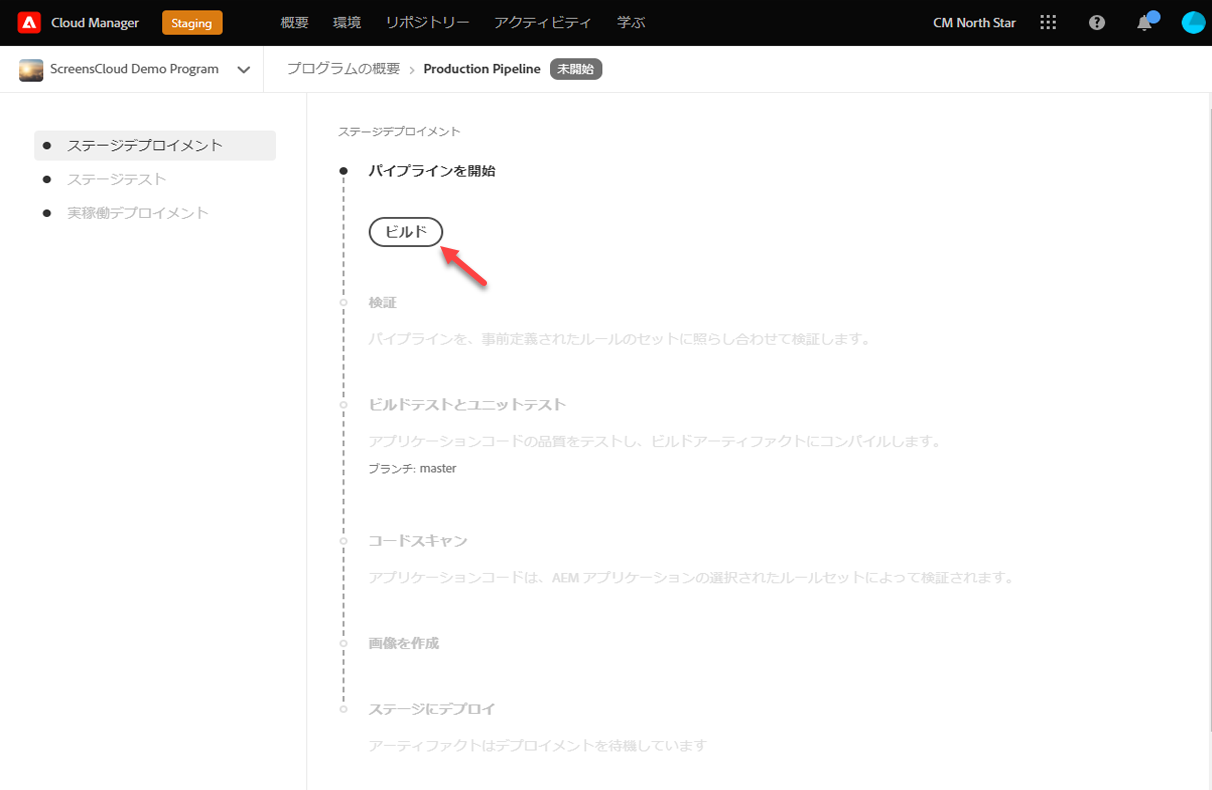 Cloud Manager Staging 概要 環境 リポジトリー アクティビティ 学ぶ CM North Star
ScreensCloud Demo Program プログラムの概要 › Production Pipeline 未開始
ステージデプロイメント
ステージテスト
実稼働デプロイメント
ステージデプロイメント
パイプラインを開始
ビルド
検証
パイプラインを、事前定義されたルールのセットに照らし合わせて検証します。
ビルドテストとユニットテスト
アプリケーションコードの品質をテストし、ビルドアーティファクトにコンパイルします。
ブランチ: master
コードスキャン
アプリケーションコードは、AEM アプリケーションの選択されたルールセットによって検証されます。
画像を作成
ステージにデプロイ
アーティファクトはデプロイメントを待機しています